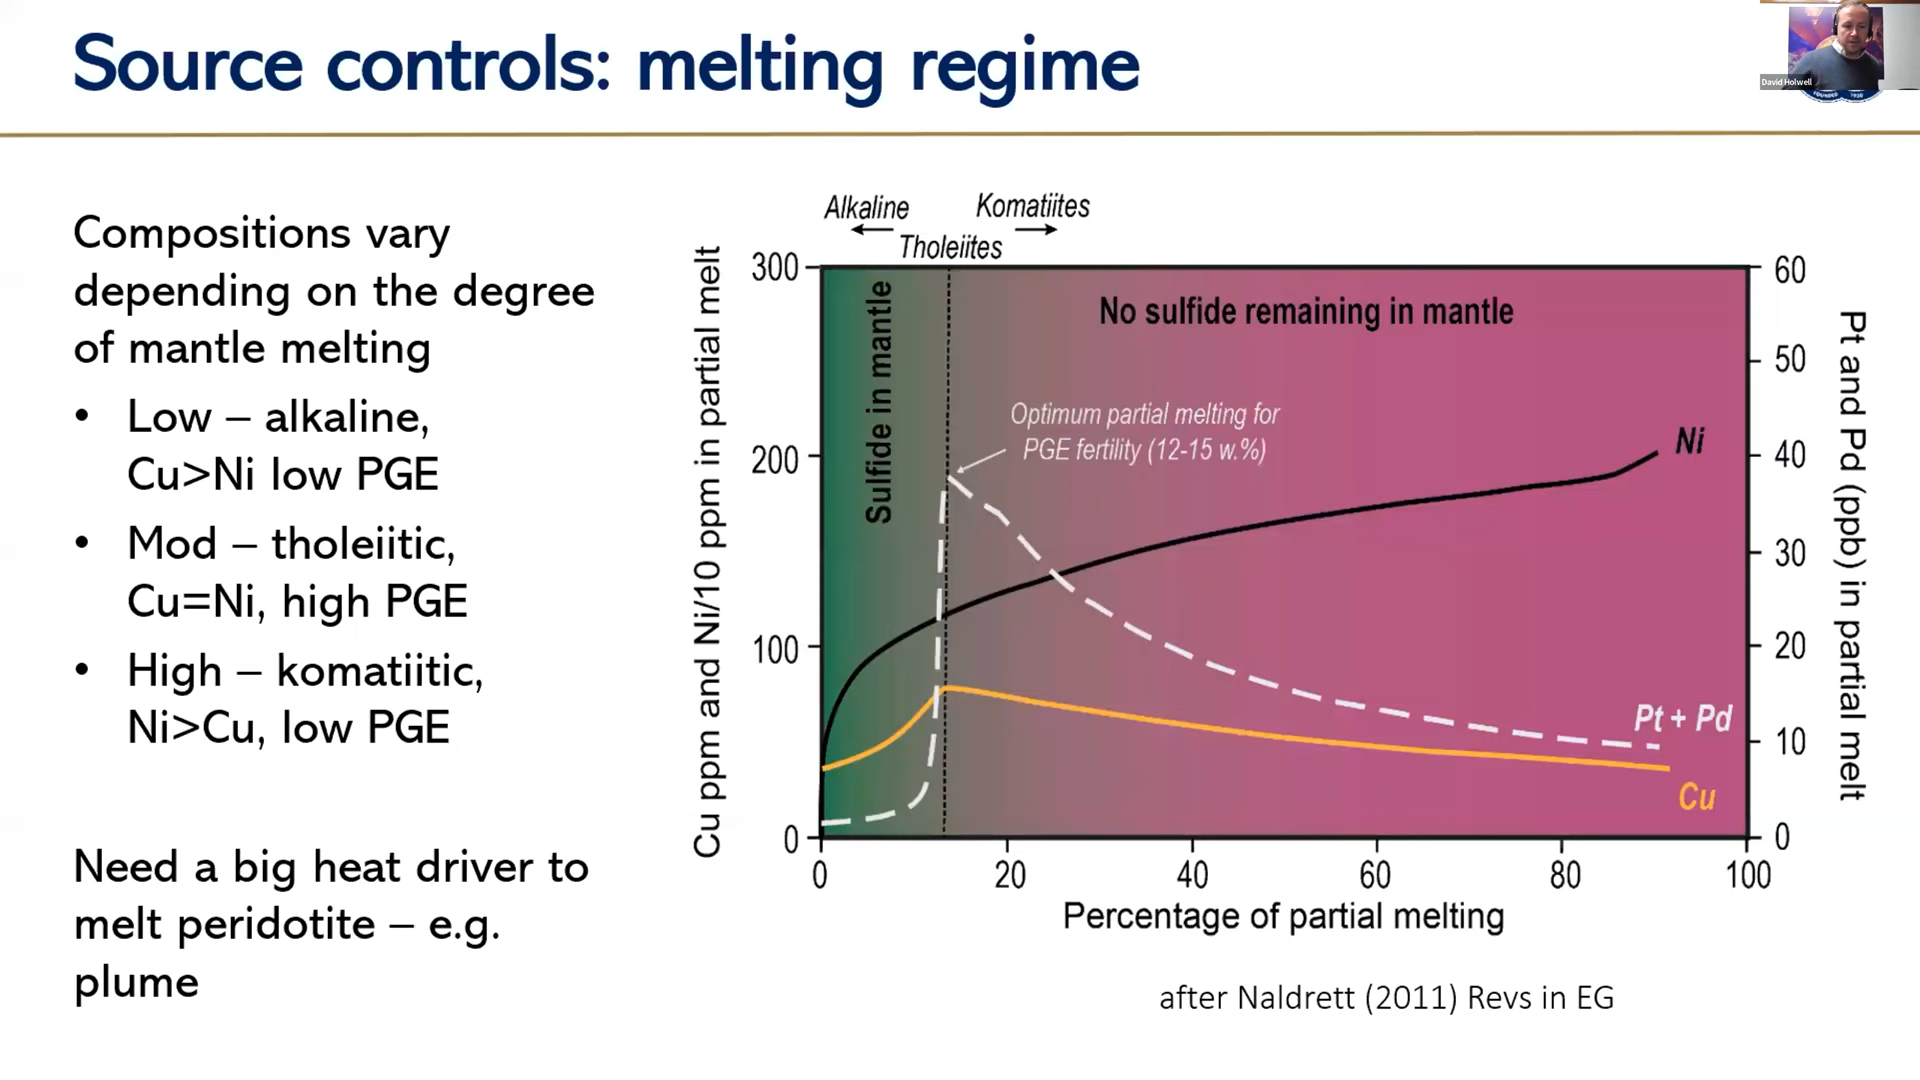 Source controls: melting regime
David Holwell
FOUNDED 1920
Compositions vary
depending on the degree
of mantle melting
• Low – alkaline,
Cu>Ni low PGE
• Mod – tholeiitic,
Cu=Ni, high PGE
• High – komatiitic,
Ni>Cu, low PGE
Need a big heat driver to
melt peridotite – e.g.
plume
Alkaline
Komatiites
Tholeiites
Cu ppm and Ni/10 ppm in partial melt
300
200
100
0
Sulfide in mantle
No sulfide remaining in mantle
Optimum partial melting for
PGE fertility (12-15 w.%)
Ni
Pt + Pd
Cu
60
50
40
30
20
10
0
Pt and Pd (ppb) in partial melt
0 20 40 60 80 100
Percentage of partial melting
after Naldrett (2011) Revs in EG